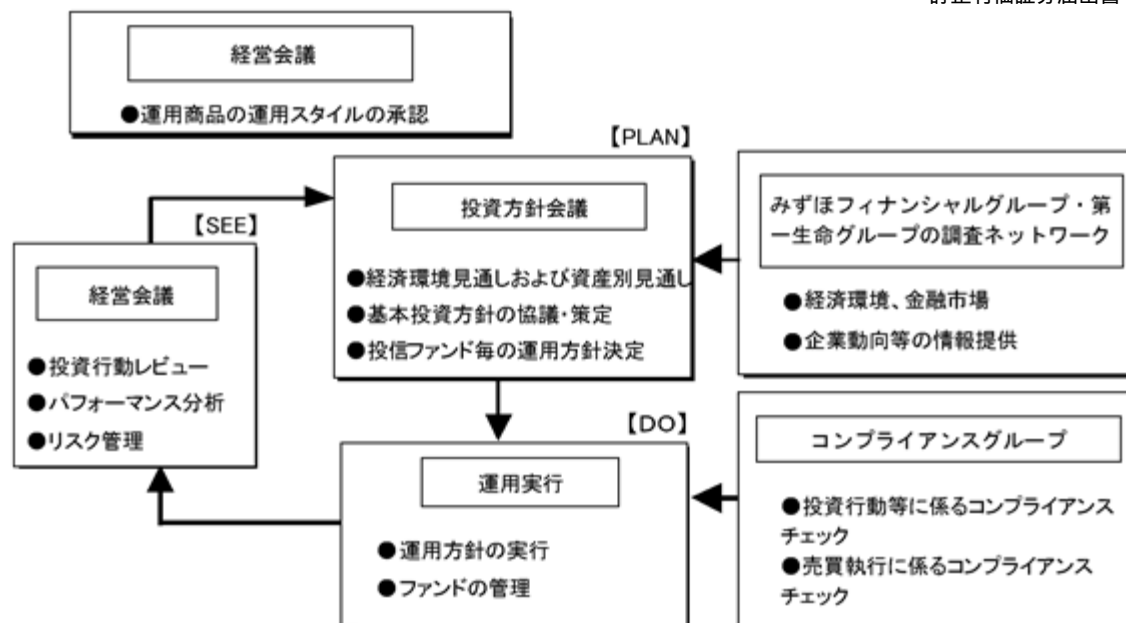 経営会議
●運用商品の運用スタイルの承認
【PLAN】
投資方針会議
●経済環境見通しおよび資産別見通し
●基本投資方針の協議・策定
●投信ファンド毎の運用方針決定
みずほフィナンシャルグループ・第
一生命グループの調査ネットワーク
●経済環境、金融市場
●企業動向等の情報提供
【SEE】
経営会議
●投資行動レビュー
●パフォーマンス分析
●リスク管理
【DO】
運用実行
●運用方針の実行
●ファンドの管理
コンプライアンスグループ
●投資行動等に係るコンプライアンス
チェック
●売買執行に係るコンプライアンス
チェック